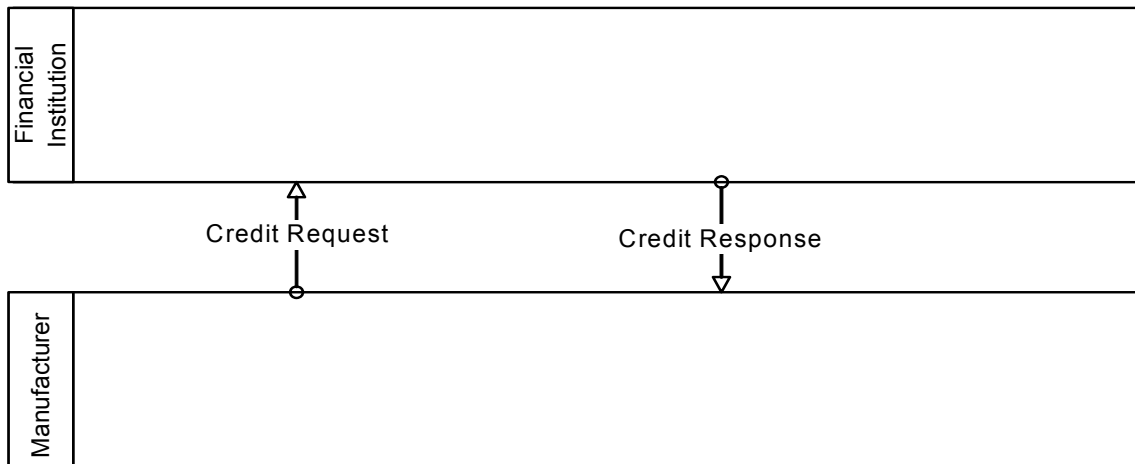 Financial
Institution
Credit Request
Credit Response
Manufacturer